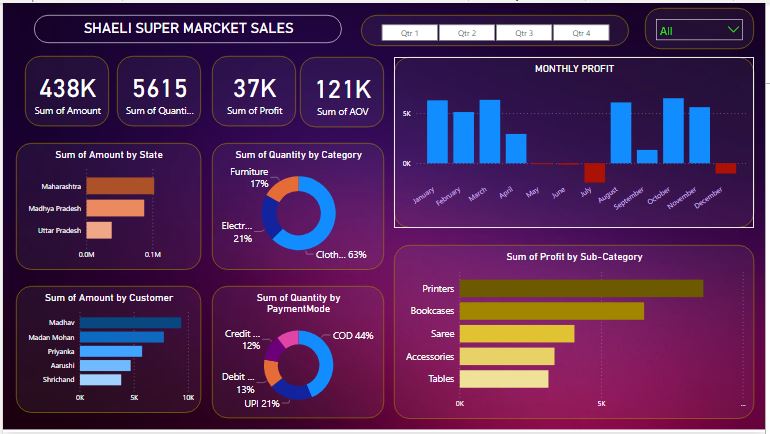 SHAELI SUPER MARCKET SALES
Qtr 1
Qtr 2
Qtr 3
Qtr 4
All
438K
Sum of Amount
5615
Sum of Quanti...
37K
Sum of Profit
121K
Sum of AOV
MONTHLY PROFIT
5K
0K
January
February
March
April
May
June
July
August
September
October
November
December
Sum of Amount by State
Maharashtra
Madhya Pradesh
Uttar Pradesh
0.0M
0.1M
Sum of Quantity by Category
Furniture
17%
Electr...
21%
Cloth... 63%
Sum of Profit by Sub-Category
Printers
Bookcases
Saree
Accessories
Tables
0K
5K
...
Sum of Amount by Customer
Madhav
Madan Mohan
Priyanka
Aarushi
Shrichand
0K
5K
10K
Sum of Quantity by
PaymentMode
Credit ...
12%
COD 44%
Debit ...
13%
UPI 21%